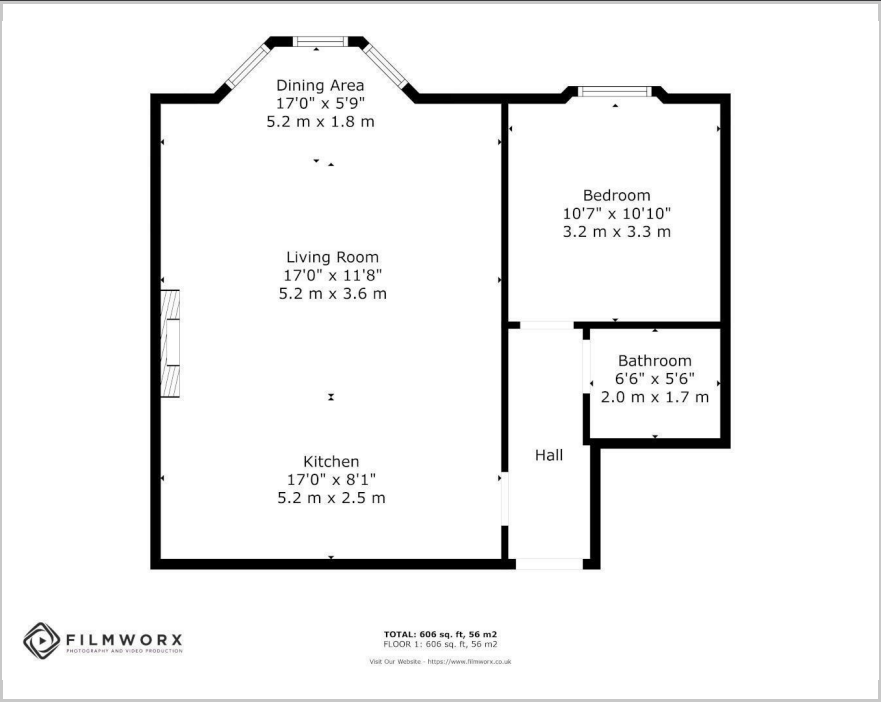 Dining Area
17'0" x 5'9"
5.2 m x 1.8 m
Bedroom
10'7" x 10'10"
3.2 m x 3.3 m
Living Room
17'0" x 11'8"
5.2 m x 3.6 m
Bathroom
6'6" x 5'6"
2.0 m x 1.7 m
Hall
Kitchen
17'0" x 8'1"
5.2 m x 2.5 m
FILMWORX
PHOTOGRAPHY AND VIDEO PRODUCTION
TOTAL: 606 sq. ft, 56 m2
FLOOR 1: 606 sq. ft, 56 m2
Visit Our Website - https://www.filmworx.co.uk